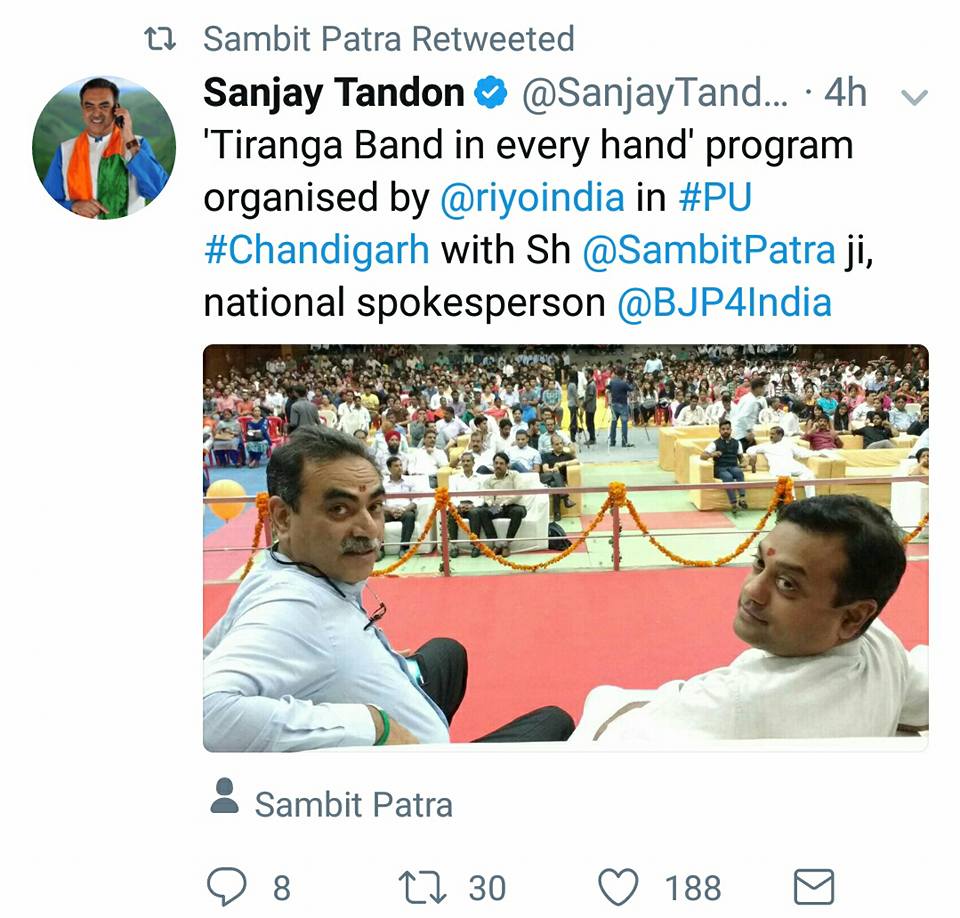 Sambit Patra Retweeted
Sanjay Tandon @SanjayTand... · 4h
'Tiranga Band in every hand' program
organised by @riyoindia in #PU
#Chandigarh with Sh @SambitPatra ji,
national spokesperson @BJP4India
Sambit Patra
8 30 188